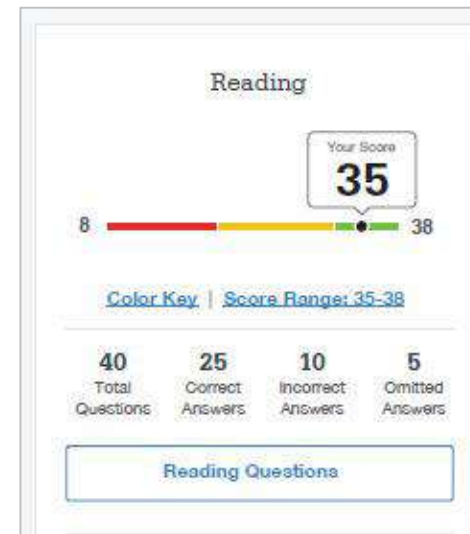 Reading
Your Score
35
8
38
Color Key | Score Range: 35-38
40 25 10 5
Total Correct Incorrect Omitted
Questions Answers Answers Answers
Reading Questions